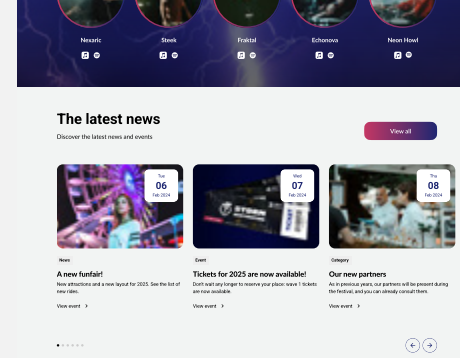 Nexaric
Steek
Fraktal
Echonova
Neon Howl
The latest news
Discover the latest news and events
View all
Tue
06
Feb 2024
Wed
07
Feb 2024
Thu
08
Feb 2024
TICKET
News
Event
Category
A new funfair!
Tickets for 2025 are now available!
Our new partners
New attractions and a new layout for 2025. See the list of
new rides.
Don't wait any longer to reserve your place: wave 1 tickets
are now available.
As in previous years, our partners will be present during
the festival, and you can already consult them.
View event
View event
View event